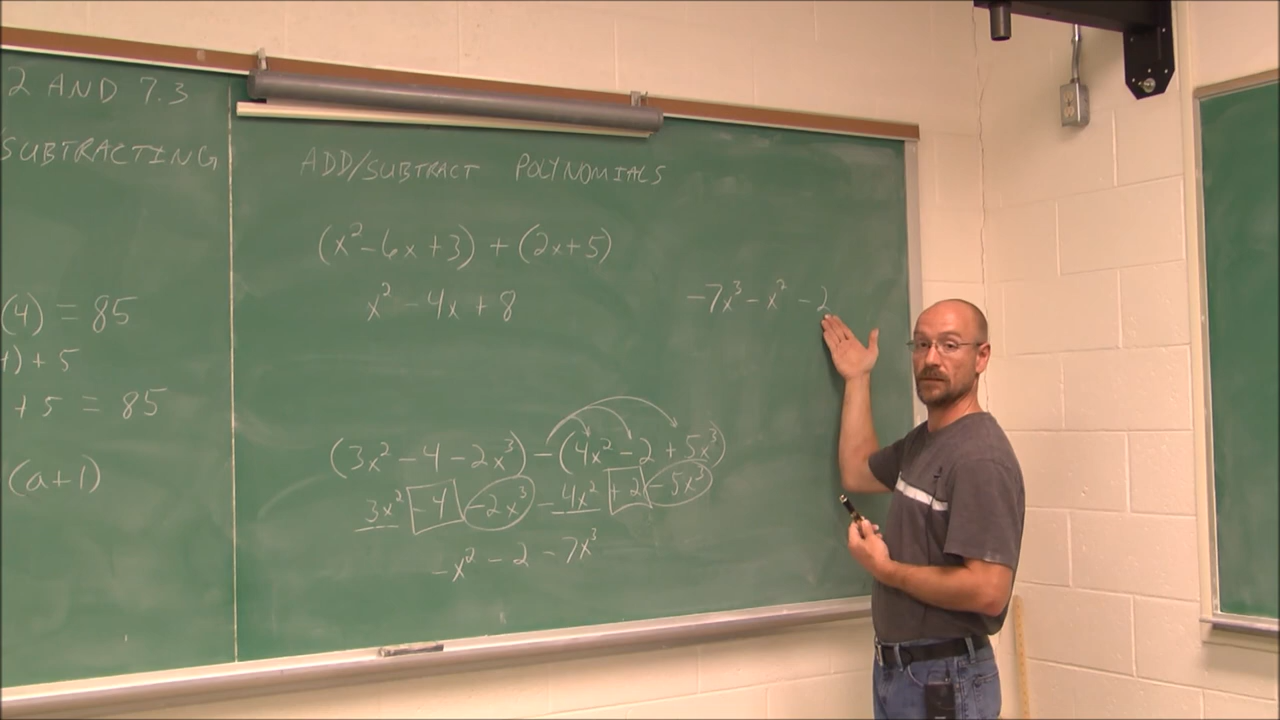 2 AND 7.3
SUBTRACTING
(4) = 85
) + 5
+ 5 = 85
(a+1)
ADD/SUBTRACT POLYNOMIALS
(x² - 6x + 3) + (2x + 5)
x² - 4x + 8
(3x² - 4 - 2x³) - (4x² - 2 + 5x³)
3x² - 4 - 2x³ - 4x² + 2 - 5x³
-x² - 2 - 7x³
-7x³ - x² - 2